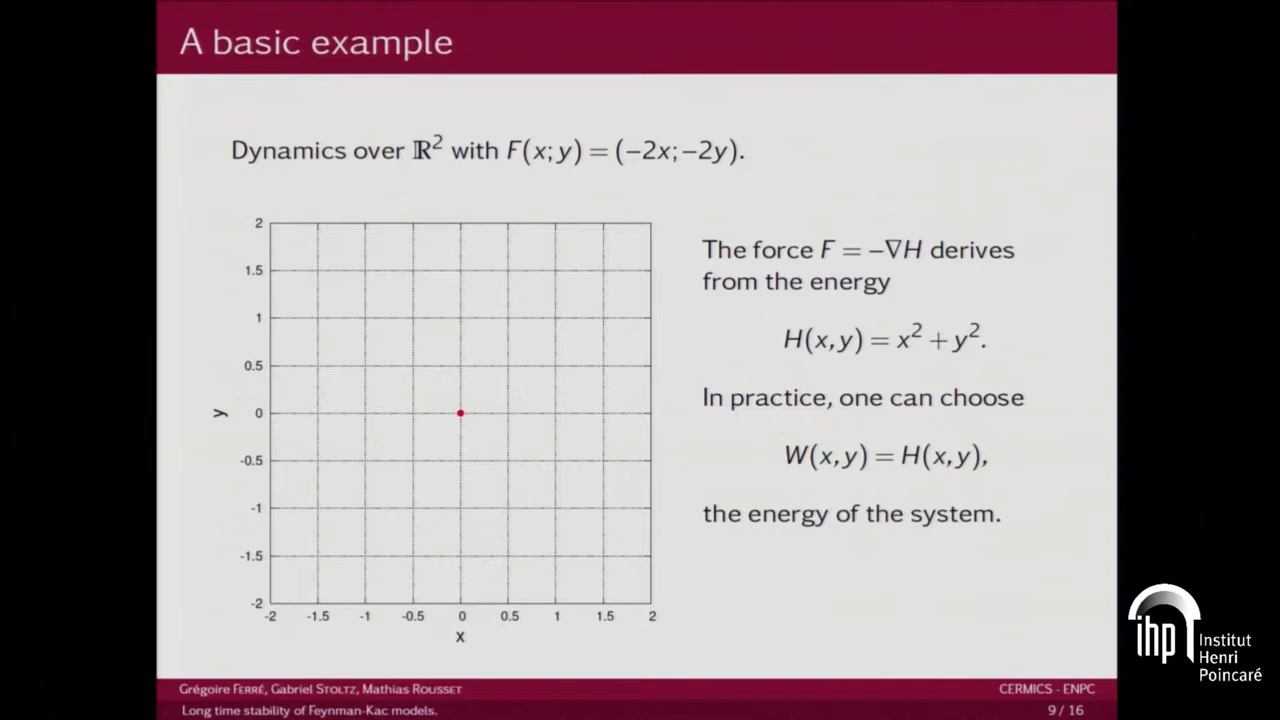 A basic example
Dynamics over ℝ² with F(x;y) = (−2x;−2y).
2
1.5
1
0.5
0
-0.5
-1
-1.5
-2
y
-2 -1.5 -1 -0.5 0 0.5 1 1.5 2
x
The force F = −∇H derives
from the energy
H(x,y) = x² + y².
In practice, one can choose
W(x,y) = H(x,y),
the energy of the system.
Grégoire FERRÉ, Gabriel STOLTZ, Mathias ROUSSET
CERMICS - ENPC
Long time stability of Feynman-Kac models.
9 / 16
ihp
Institut
Henri
Poincaré